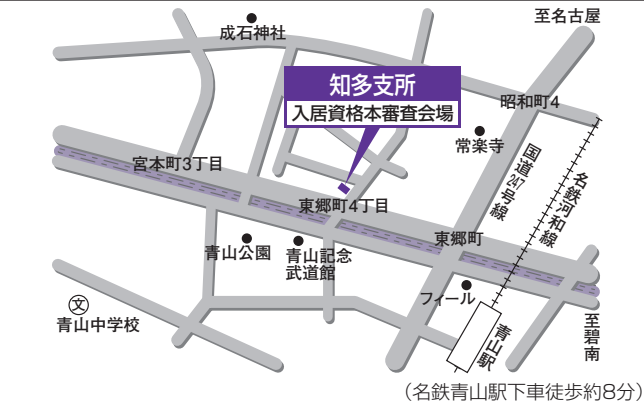 至名古屋
成石神社
知多支所
入居資格本審査会場
昭和町4
常楽寺
国道247号線
名鉄河和線
宮本町3丁目
東郷町4丁目
東郷町
青山公園
青山記念
武道館
フィール
文
青山中学校
青山駅
至碧南
(名鉄青山駅下車徒歩約8分)